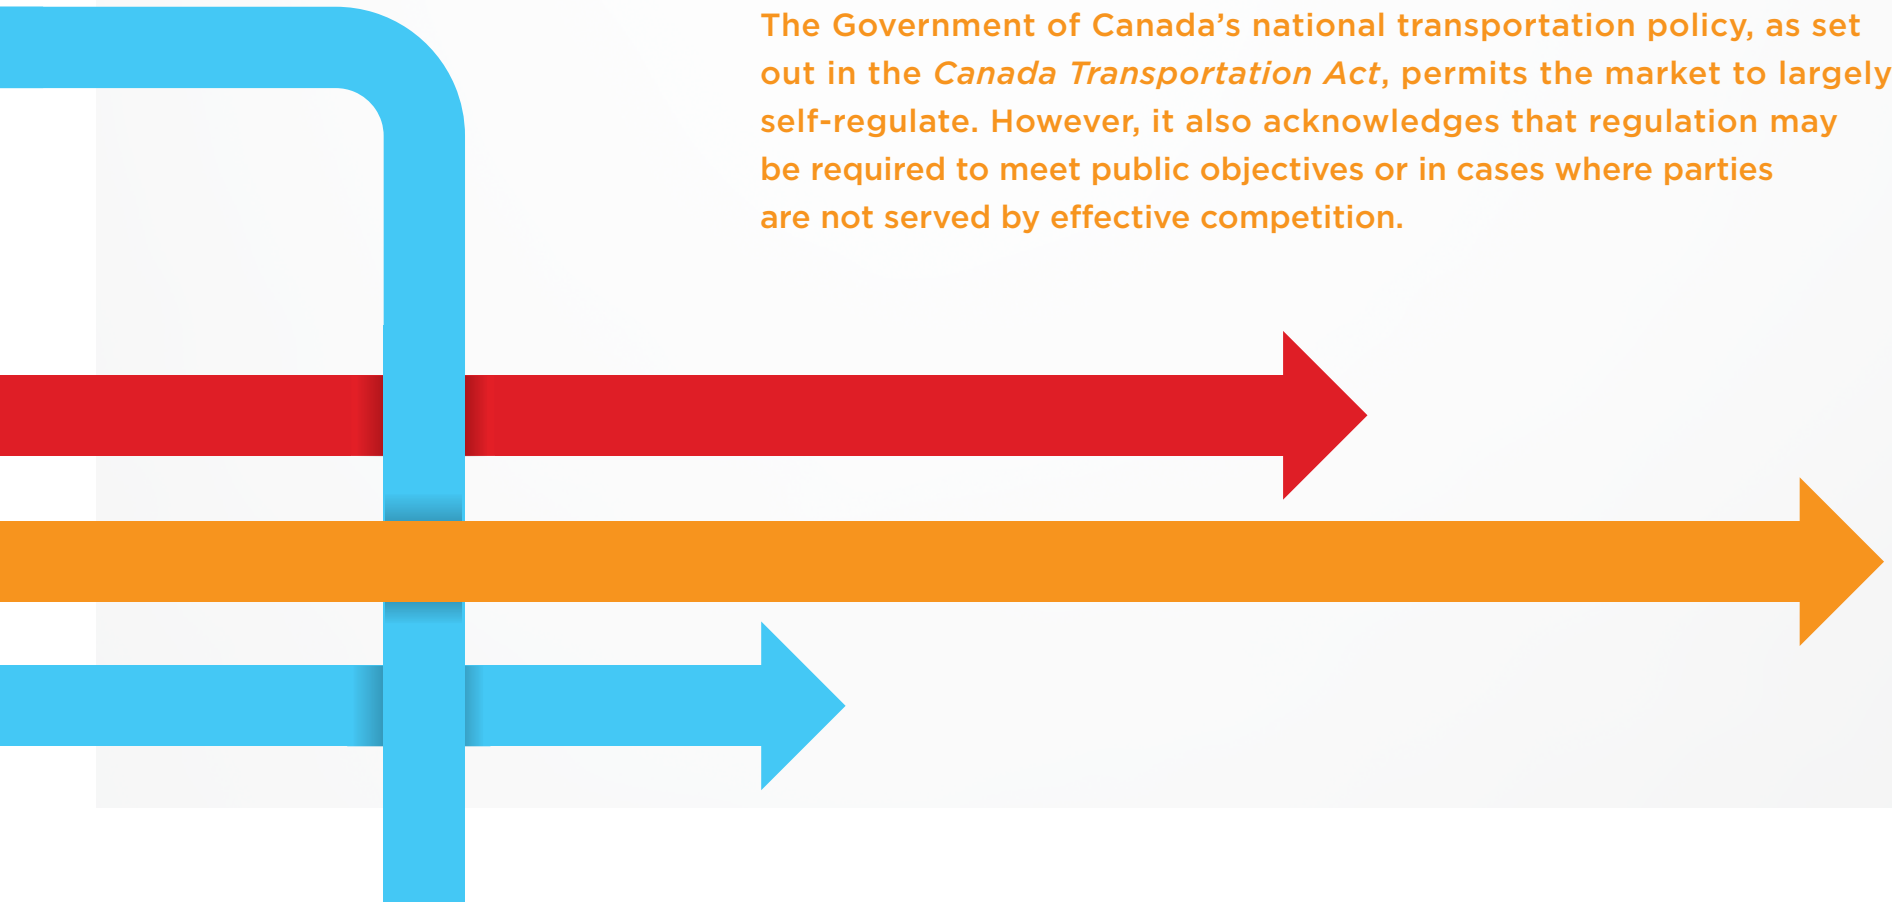 The Government of Canada’s national transportation policy, as set
out in the Canada Transportation Act, permits the market to largely
self-regulate. However, it also acknowledges that regulation may
be required to meet public objectives or in cases where parties
are not served by effective competition.